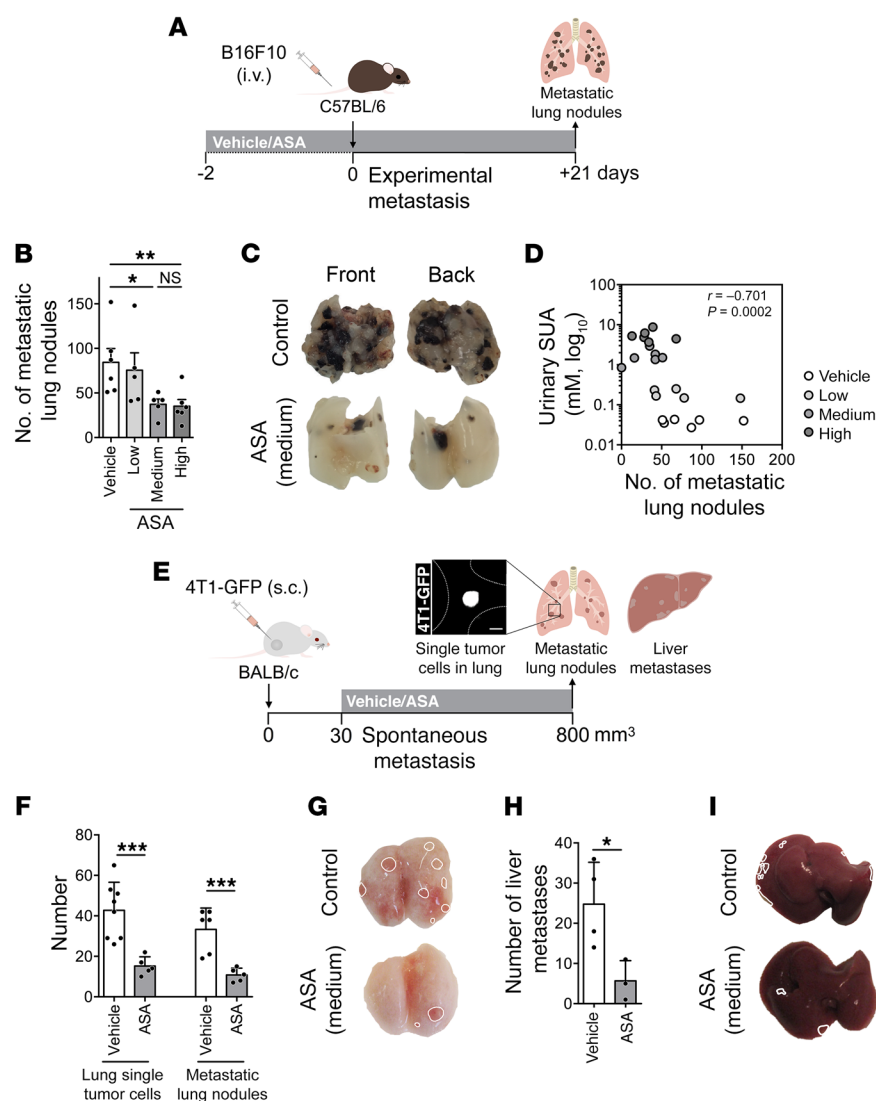 A
B16F10
(i.v.)
C57BL/6
Metastatic
lung nodules
Vehicle/ASA
-2
0
Experimental
metastasis
+21 days
B
**
*
NS
No. of metastatic
lung nodules
150
100
50
0
Vehicle
Low
Medium
High
ASA
C
Front
Back
Control
ASA
(medium)
D
r = –0.701
P = 0.0002
Urinary SUA
(mM, log10)
100
10
1
0.1
0.01
0
50
100
150
200
No. of metastatic
lung nodules
Vehicle
Low
Medium
High
E
4T1-GFP (s.c.)
BALB/c
4T1-GFP
Single tumor
cells in lung
Metastatic
lung nodules
Liver
metastases
Vehicle/ASA
0
30
Spontaneous
metastasis
800 mm³
F
Number
80
60
40
20
0
***
***
Vehicle
ASA
Vehicle
ASA
Lung single
tumor cells
Metastatic
lung nodules
G
Control
ASA
(medium)
H
Number of liver
metastases
40
30
20
10
0
*
Vehicle
ASA
I
Control
ASA
(medium)